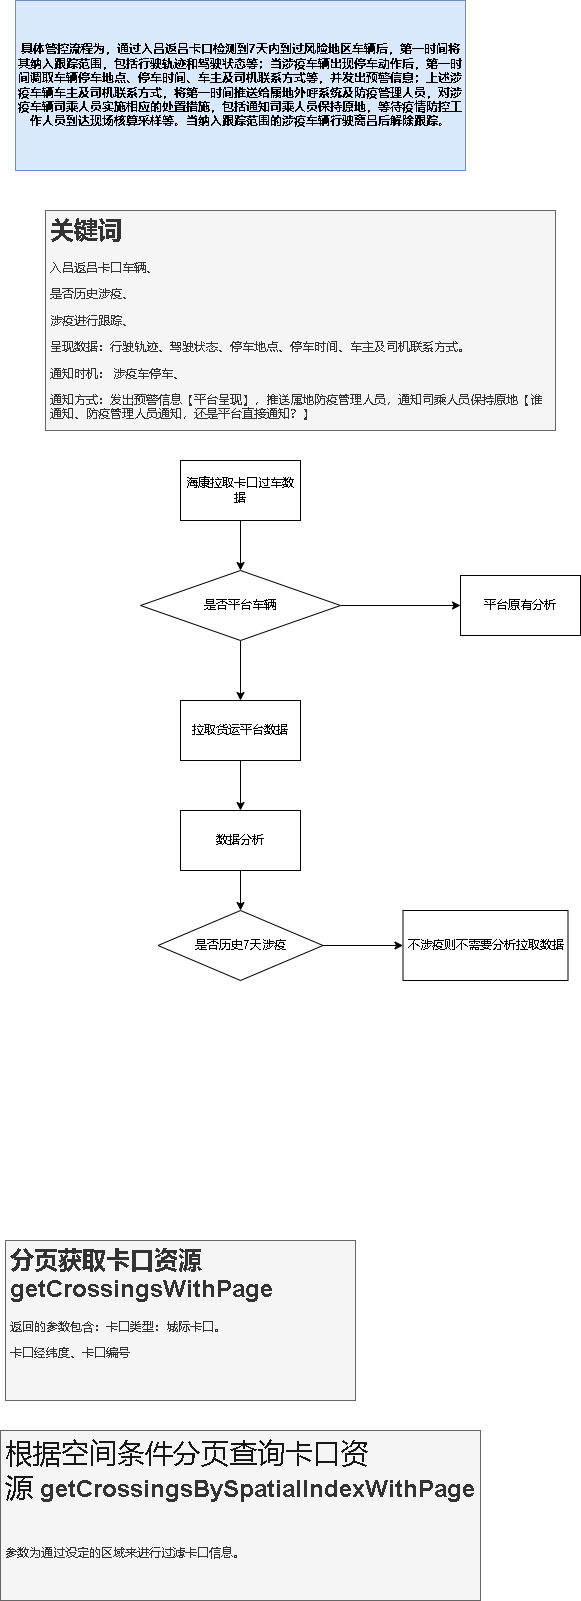 具体管控流程为，通过入吕返吕卡口检测到7天内到过风险地区车辆后，第一时间将
其纳入跟踪范围，包括行驶轨迹和驾驶状态等；当涉疫车辆出现停车动作后，第一时
间调取车辆停车地点、停车时间、车主及司机联系方式等，并发出预警信息；上述涉
疫车辆车主及司机联系方式，将第一时间推送给属地外呼系统及防疫管理人员，对涉
疫车辆司乘人员实施相应的处置措施，包括通知司乘人员保持原地，等待疫情防控工
作人员到达现场核算采样等。当纳入跟踪范围的涉疫车辆行驶离吕后解除跟踪。
关键词
入吕返吕卡口车辆、
是否历史涉疫、
涉疫进行跟踪、
呈现数据：行驶轨迹、驾驶状态、停车地点、停车时间、车主及司机联系方式。
通知时机： 涉疫车停车、
通知方式：发出预警信息【平台呈现】，推送属地防疫管理人员，通知司乘人员保持原地【谁
通知、防疫管理人员通知，还是平台直接通知？】
海康拉取卡口过车数
据
是否平台车辆
平台原有分析
拉取货运平台数据
数据分析
是否历史7天涉疫
不涉疫则不需要分析拉取数据
分页获取卡口资源
getCrossingsWithPage
返回的参数包含：卡口类型：城际卡口。
卡口经纬度、卡口编号
根据空间条件分页查询卡口资
源 getCrossingsBySpatialIndexWithPage
参数为通过设定的区域来进行过滤卡口信息。